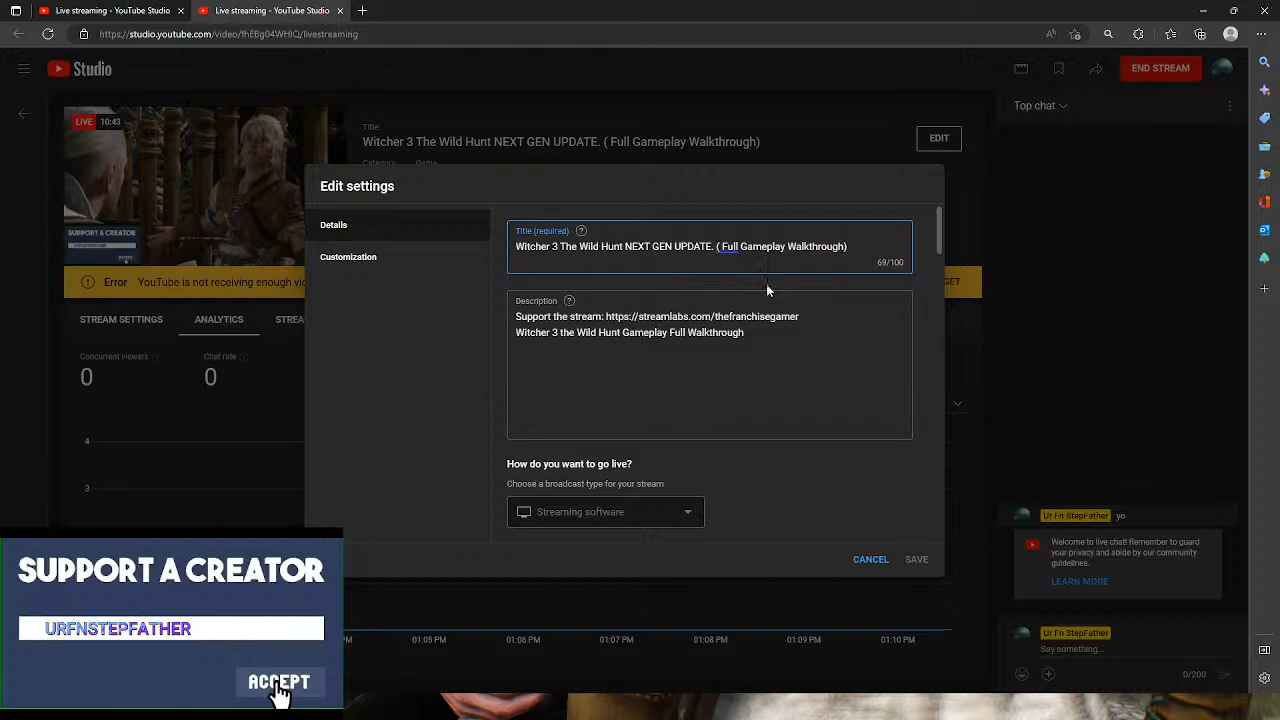 Live streaming - YouTube Studio
Live streaming - YouTube Studio
https://studio.youtube.com/video/fhEBg04WHlQ/livestreaming
Studio
END STREAM
LIVE 10:43
Title
Witcher 3 The Wild Hunt NEXT GEN UPDATE. ( Full Gameplay Walkthrough)
Category Game
EDIT
Top chat
SUPPORT A CREATOR
ACCEPT
Error YouTube is not receiving enough
STREAM SETTINGS
ANALYTICS
Concurrent viewers
0
Chat rate
0
4
3
Edit settings
Details
Customization
Title (required)
Witcher 3 The Wild Hunt NEXT GEN UPDATE. ( Full Gameplay Walkthrough)
69/100
Description
Support the stream: https://streamlabs.com/thefranchisegamer
Witcher 3 the Wild Hunt Gameplay Full Walkthrough
How do you want to go live?
Choose a broadcast type for your stream
Streaming software
CANCEL
SAVE
01:05 PM
01:06 PM
01:07 PM
01:08 PM
01:09 PM
01:10 PM
Ur Fn StepFather yo
Welcome to live chat! Remember to guard
your privacy and abide by our community
guidelines.
LEARN MORE
Ur Fn StepFather
Say something...
0/200
SUPPORT A CREATOR
URFNSTEPFATHER
ACCEPT